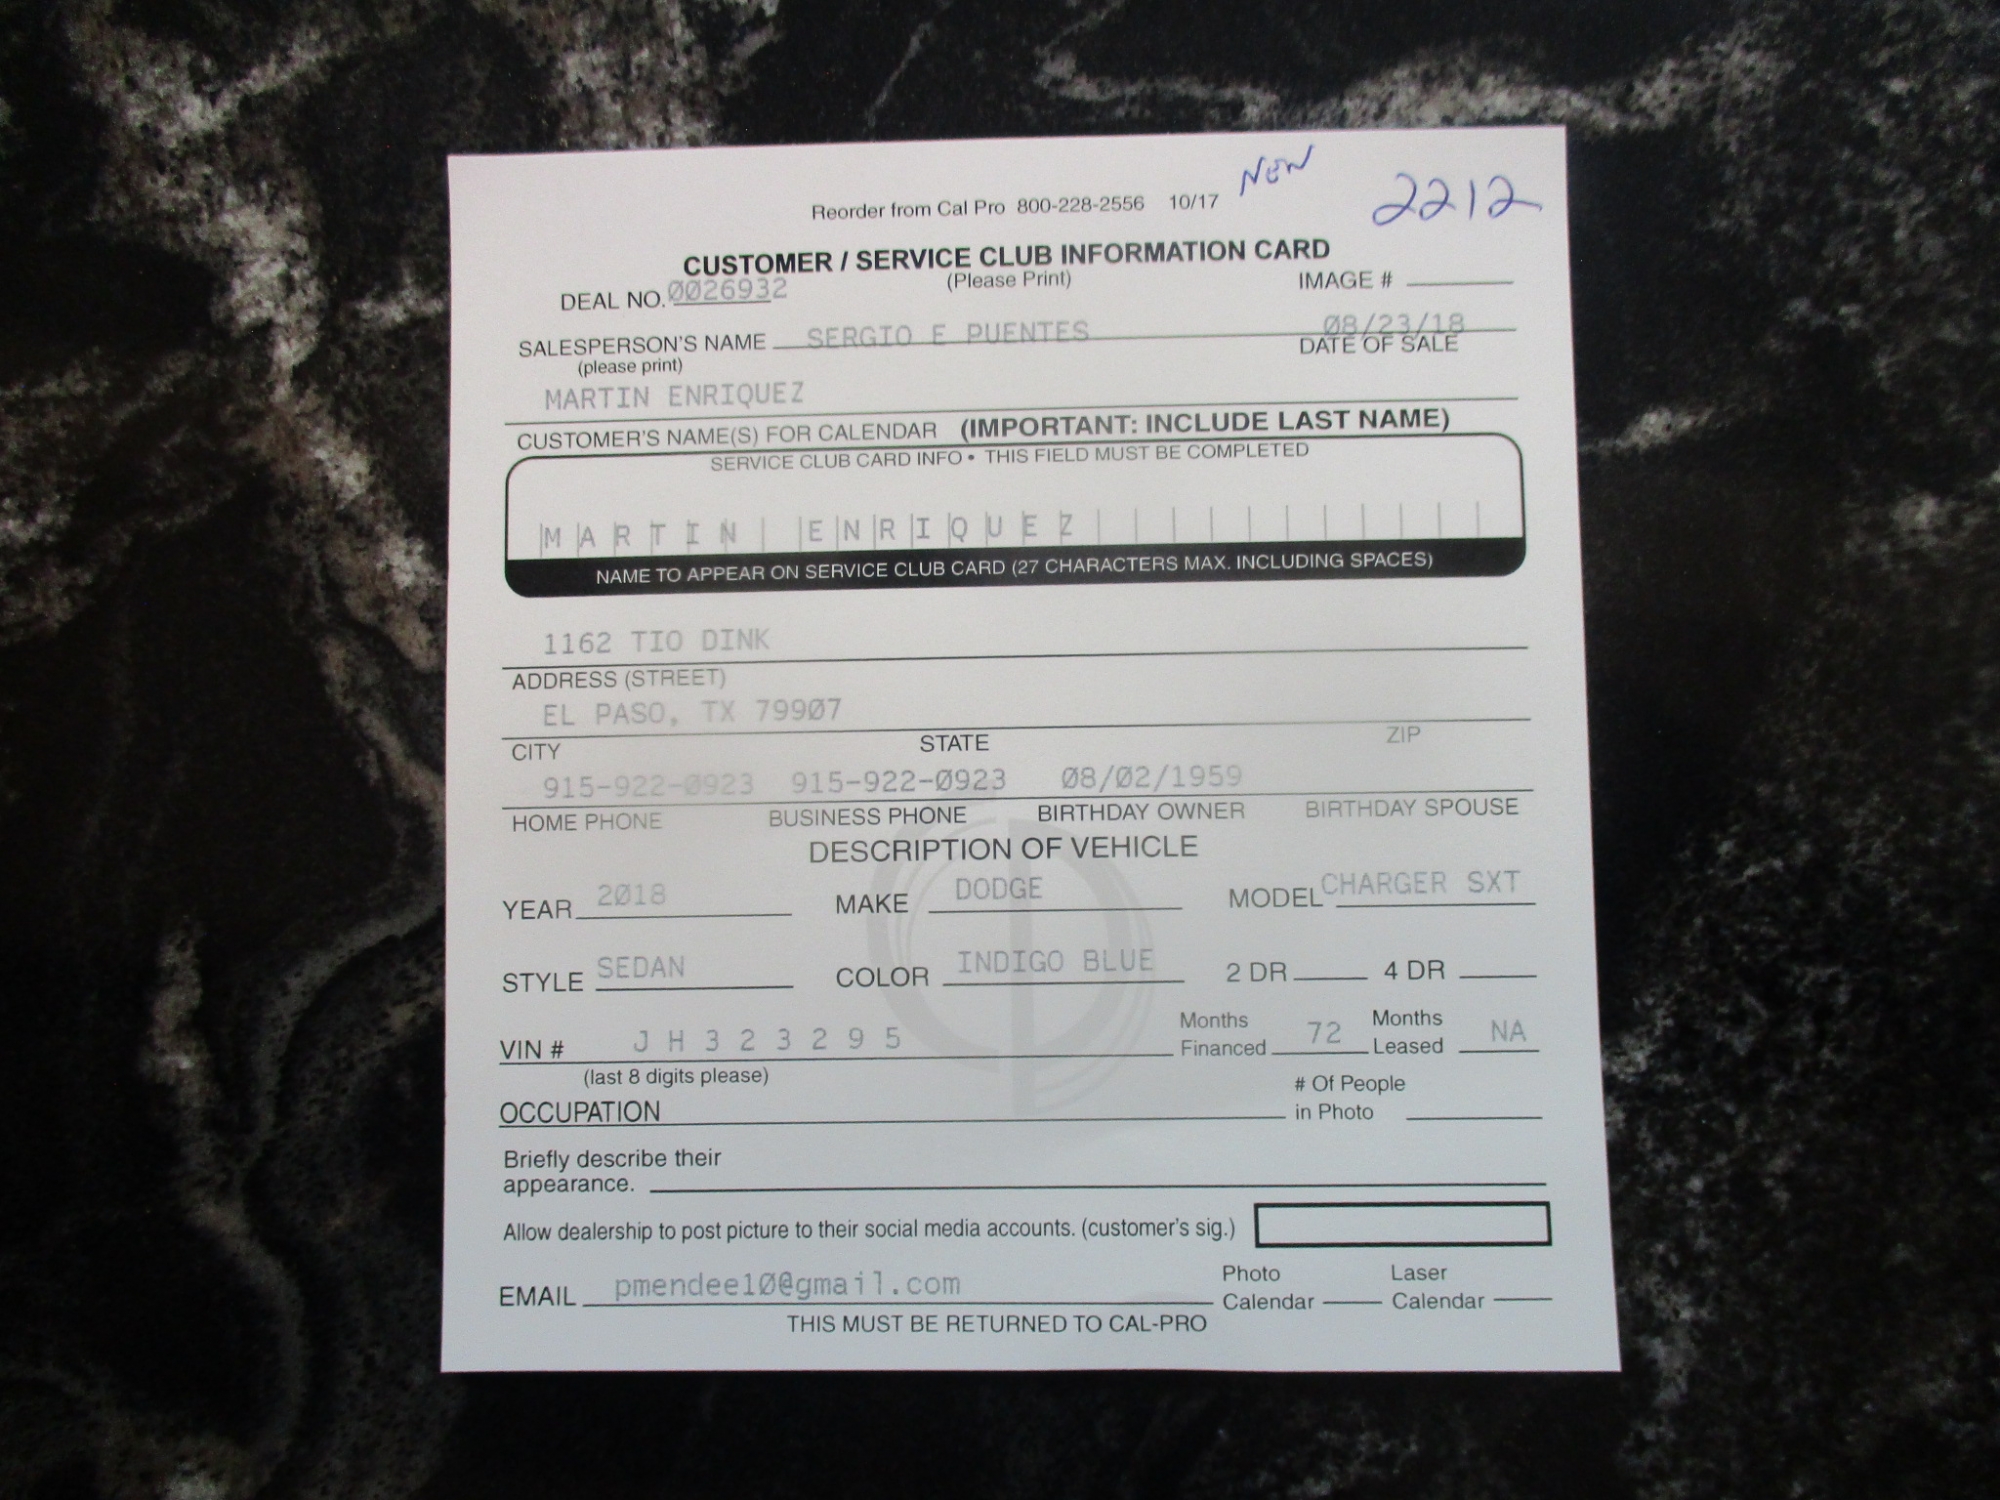 NEW
2212
Reorder from Cal Pro 800-228-2556 10/17
CUSTOMER / SERVICE CLUB INFORMATION CARD
(Please Print)
DEAL NO. 0026932
IMAGE #
SALESPERSON'S NAME SERGIO E PUENTES
08/23/18
(please print)
DATE OF SALE
MARTIN ENRIQUEZ
CUSTOMER'S NAME(S) FOR CALENDAR (IMPORTANT: INCLUDE LAST NAME)
SERVICE CLUB CARD INFO • THIS FIELD MUST BE COMPLETED
MARTIN ENRIQUEZ
NAME TO APPEAR ON SERVICE CLUB CARD (27 CHARACTERS MAX. INCLUDING SPACES)
1162 TIO DINK
ADDRESS (STREET)
EL PASO, TX 79907
CITY STATE ZIP
915-922-0923 915-922-0923 08/02/1959
HOME PHONE BUSINESS PHONE BIRTHDAY OWNER BIRTHDAY SPOUSE
DESCRIPTION OF VEHICLE
YEAR 2018 MAKE DODGE MODEL CHARGER SXT
STYLE SEDAN COLOR INDIGO BLUE 2 DR 4 DR
VIN # J H 3 2 3 2 9 5 Months Financed 72 Months Leased NA
(last 8 digits please)
OCCUPATION # Of People in Photo
Briefly describe their
appearance.
Allow dealership to post picture to their social media accounts. (customer's sig.)
EMAIL pmendee10@gmail.com Photo Calendar Laser Calendar
THIS MUST BE RETURNED TO CAL-PRO